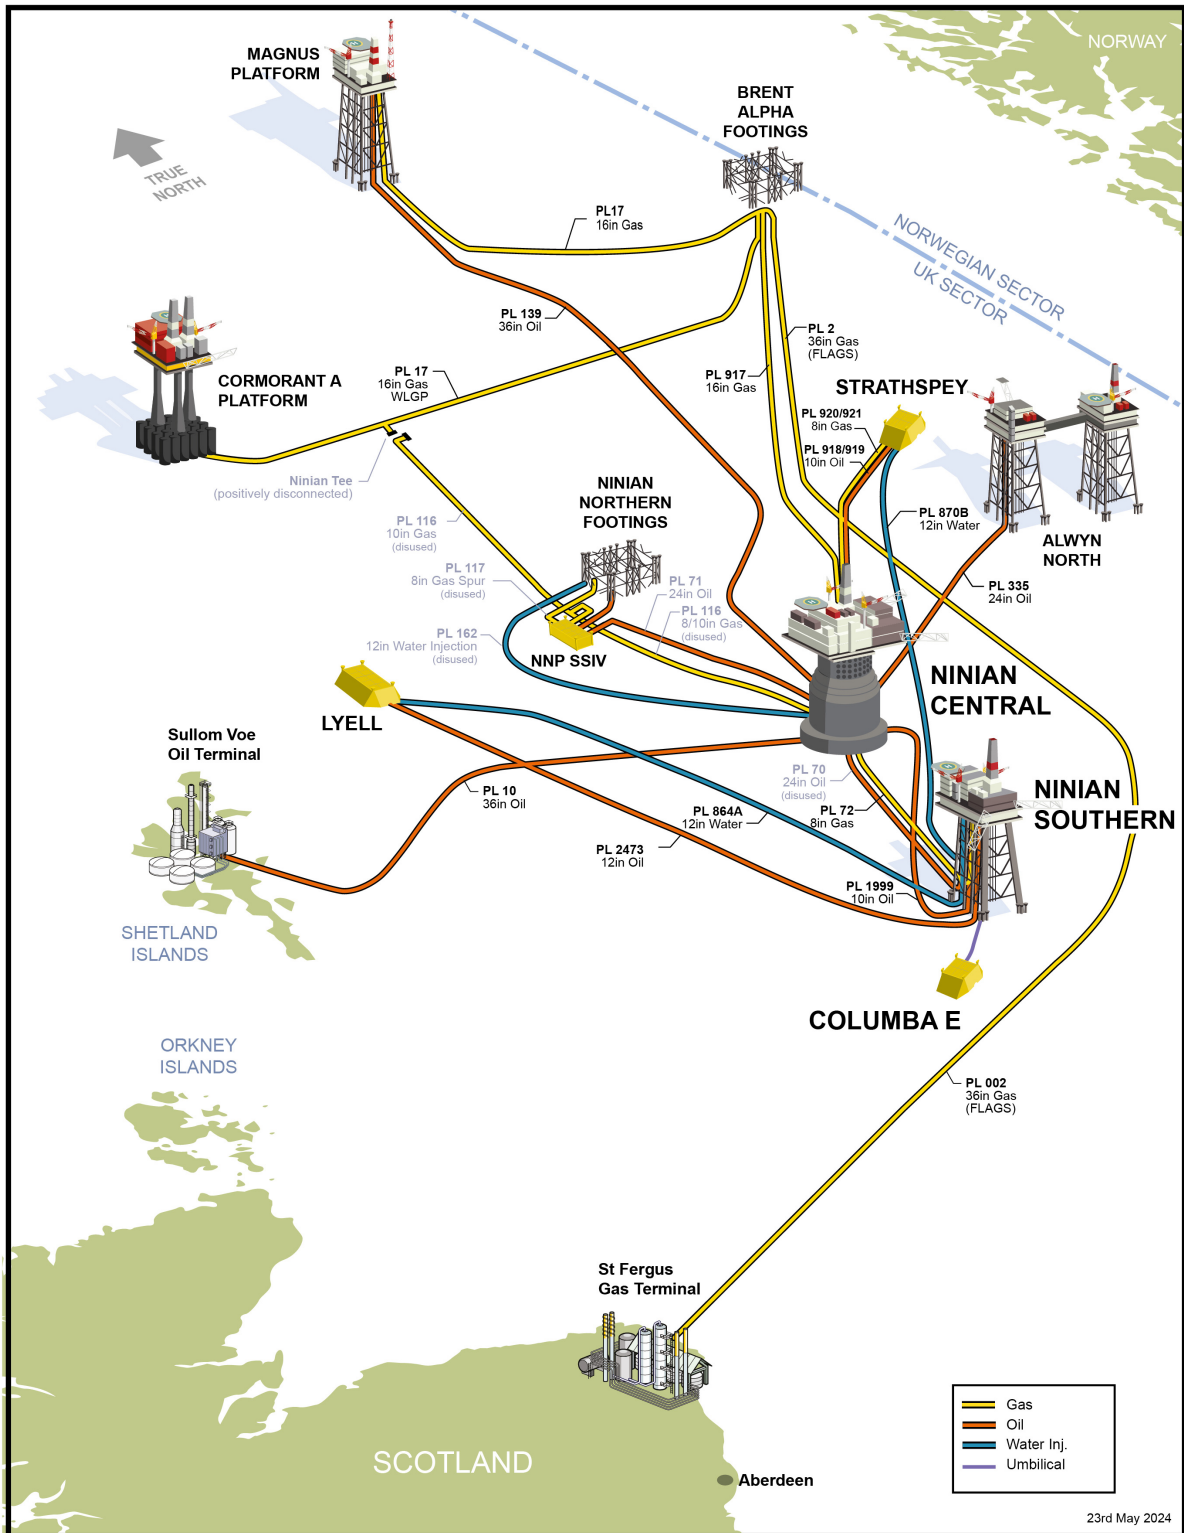 NORWAY
MAGNUS
PLATFORM
BRENT
ALPHA
FOOTINGS
TRUE
NORTH
PL17
16in Gas
NORWEGIAN SECTOR
UK SECTOR
PL 139
36in Oil
PL 2
36in Gas
(FLAGS)
CORMORANT A
PLATFORM
PL 17
16in Gas
WLGP
PL 917
16in Gas
STRATHSPEY
PL 920/921
8in Gas
PL 918/919
10in Oil
Ninian Tee
(positively disconnected)
NINIAN
NORTHERN
FOOTINGS
PL 116
10in Gas
(disused)
PL 870B
12in Water
ALWYN
NORTH
PL 117
8in Gas Spur
(disused)
PL 71
24in Oil
PL 116
8/10in Gas
(disused)
PL 335
24in Oil
PL 162
12in Water Injection
(disused)
NNP SSIV
NINIAN
CENTRAL
LYELL
Sullom Voe
Oil Terminal
PL 10
36in Oil
PL 70
24in Oil
(disused)
PL 864A
12in Water
PL 72
8in Gas
NINIAN
SOUTHERN
PL 2473
12in Oil
PL 1999
10in Oil
SHETLAND
ISLANDS
COLUMBA E
ORKNEY
ISLANDS
PL 002
36in Gas
(FLAGS)
St Fergus
Gas Terminal
SCOTLAND
Aberdeen
Gas
Oil
Water Inj.
Umbilical
23rd May 2024